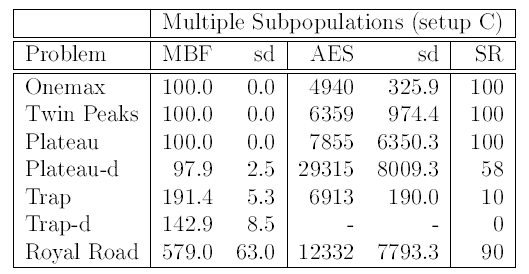 Multiple Subpopulations (setup C)
Problem MBF sd AES sd SR
Onemax 100.0 0.0 4940 325.9 100
Twin Peaks 100.0 0.0 6359 974.4 100
Plateau 100.0 0.0 7855 6350.3 100
Plateau-d 97.9 2.5 29315 8009.3 58
Trap 191.4 5.3 6913 190.0 10
Trap-d 142.9 8.5 - - 0
Royal Road 579.0 63.0 12332 7793.3 90